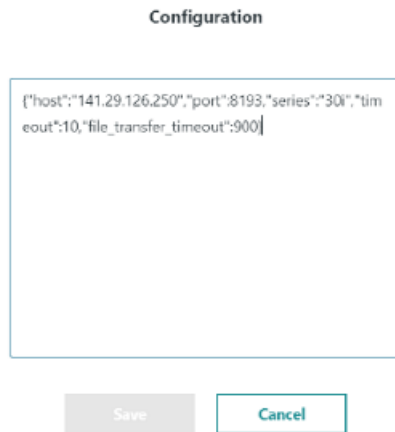 Configuration
{"host":"141.29.126.250","port":8193,"series":"30i","tim
eout":10,"file_transfer_timeout":900}
Save
Cancel